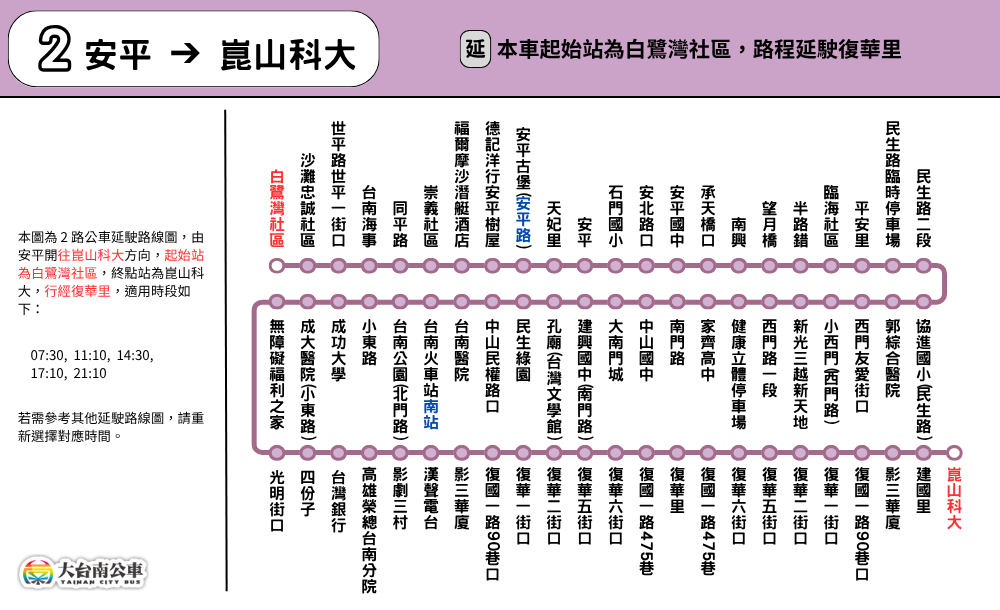 2 安平 → 崑山科大
延 本車起始站為白鷺灣社區，路程延駛復華里
本圖為 2 路公車延駛路線圖，由
安平開往崑山科大方向，起始站
為白鷺灣社區，終點站為崑山科
大，行經復華里，適用時段如
下：
07:30, 11:10, 14:30,
17:10, 21:10
若需參考其他延駛路線圖，請重
新選擇對應時間。
白鷺灣社區
沙灘忠誠社區
世平路世平一街口
台南海事
同平路
崇義社區
福爾摩沙潛艇酒店
德記洋行安平樹屋
安平古堡(安平路)
天妃里
安平
石門國小
安北路口
安平國中
承天橋口
南興
望月橋
半路錯
臨海社區
平安里
民生路臨時停車場
民生路二段
協進國小(民生路)
郭綜合醫院
西門友愛街口
小西門(西門路)
新光三越新天地
西門路一段
健康立體停車場
家齊高中
南門路
中山國中
大南門城
建興國中(南門路)
孔廟(台灣文學館)
民生綠園
中山民權路口
台南醫院
台南火車站南站
台南公園(北門路)
小東路
成功大學
成大醫院(小東路)
無障礙福利之家
光明街口
四份子
台灣銀行
高雄榮總台南分院
影劇三村
漢聲電台
影三華廈
復國一路90巷口
復華一街口
復華二街口
復華五街口
復華六街口
復國一路475巷
復華里
復國一路475巷
復華六街口
復華五街口
復華二街口
復華一街口
復國一路90巷口
影三華廈
建國里
崑山科大
大台南公車
TAINAN CITY BUS